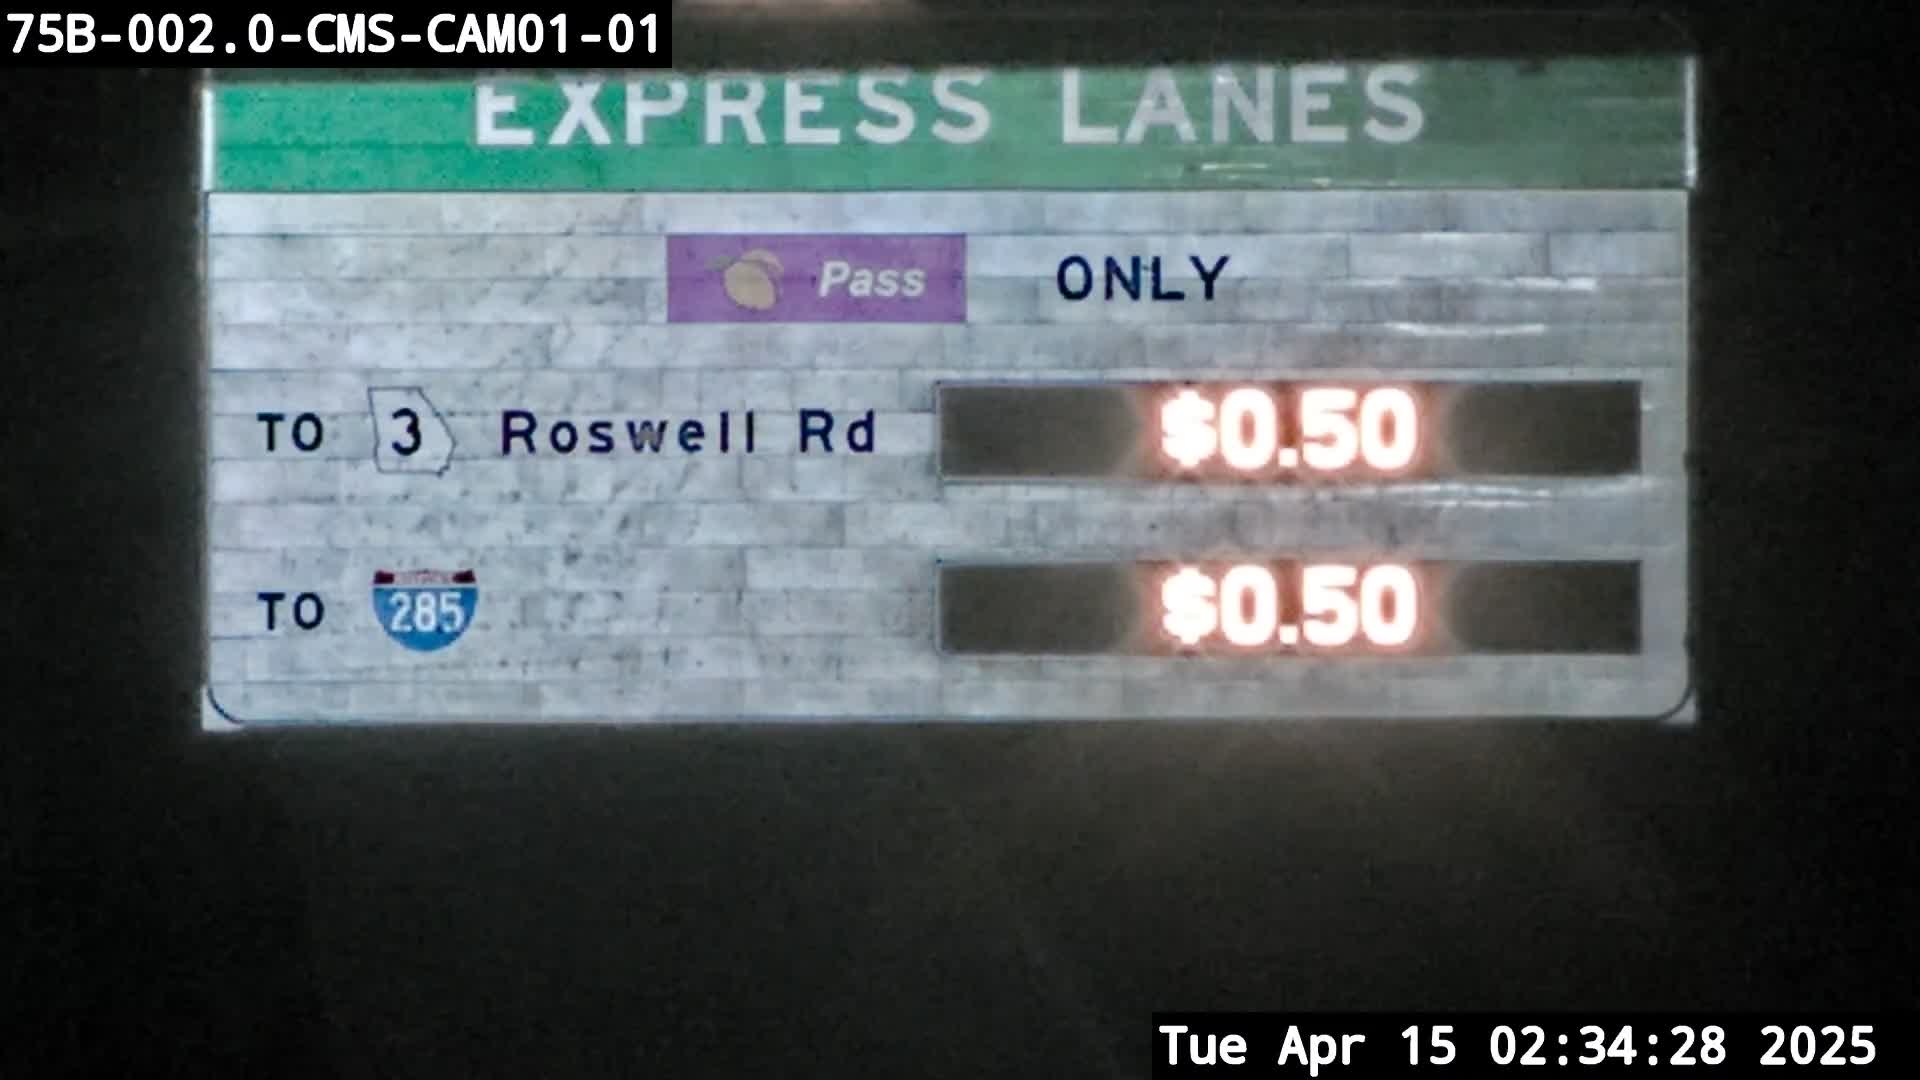 75B-002.0-CMS-CAM01-01
EXPRESS LANES
Pass ONLY
TO 3 Roswell Rd $0.50
TO 285 $0.50
Tue Apr 15 02:34:28 2025